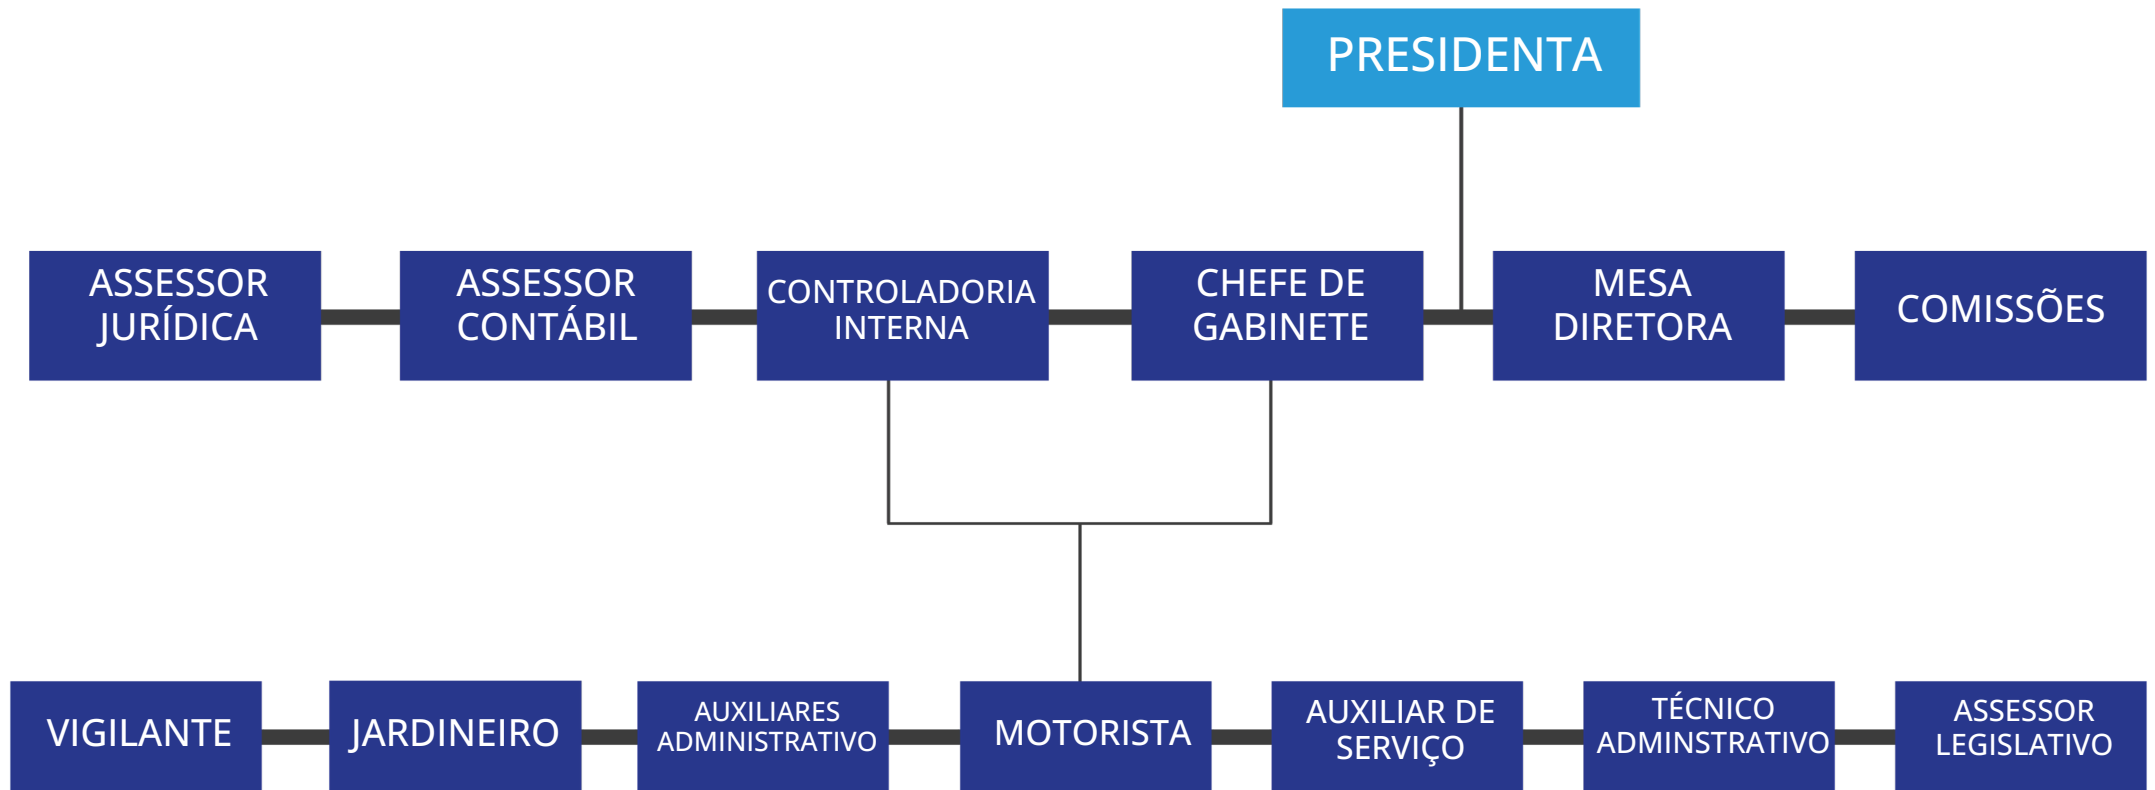 PRESIDENTA
ASSESSOR
JURÍDICA
ASSESSOR
CONTÁBIL
CONTROLADORIA
INTERNA
CHEFE DE
GABINETE
MESA
DIRETORA
COMISSÕES
VIGILANTE
JARDINEIRO
AUXILIARES
ADMINISTRATIVO
MOTORISTA
AUXILIAR DE
SERVIÇO
TÉCNICO
ADMINSTRATIVO
ASSESSOR
LEGISLATIVO